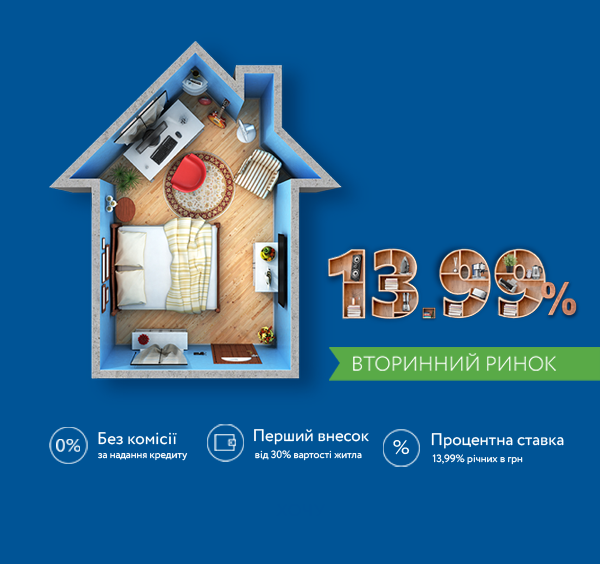 13.99%
ВТОРИННИЙ РИНОК
0%
Без комісії
за надання кредиту
Перший внесок
від 30% вартості житла
%
Процентна ставка
13,99% річних в грн